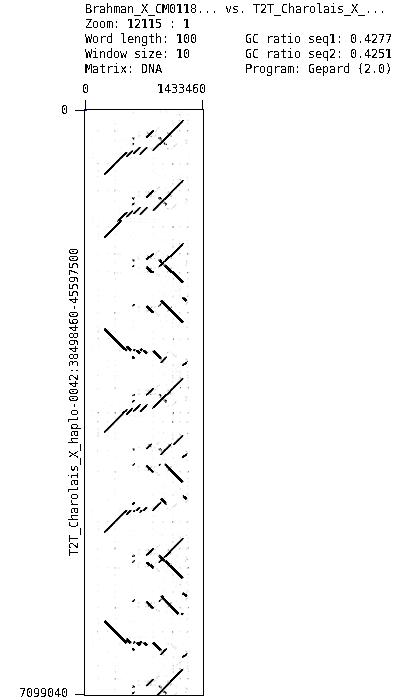 Brahman_X_CM0118... vs. T2T_Charolais_X_...
Zoom: 12115 : 1
Word length: 100 GC ratio seq1: 0.4277
Window size: 10 GC ratio seq2: 0.4251
Matrix: DNA Program: Gepard (2.0)
0 1433460
0
T2T_Charolais_X_haplo-0042:38498460-45597500
7099040